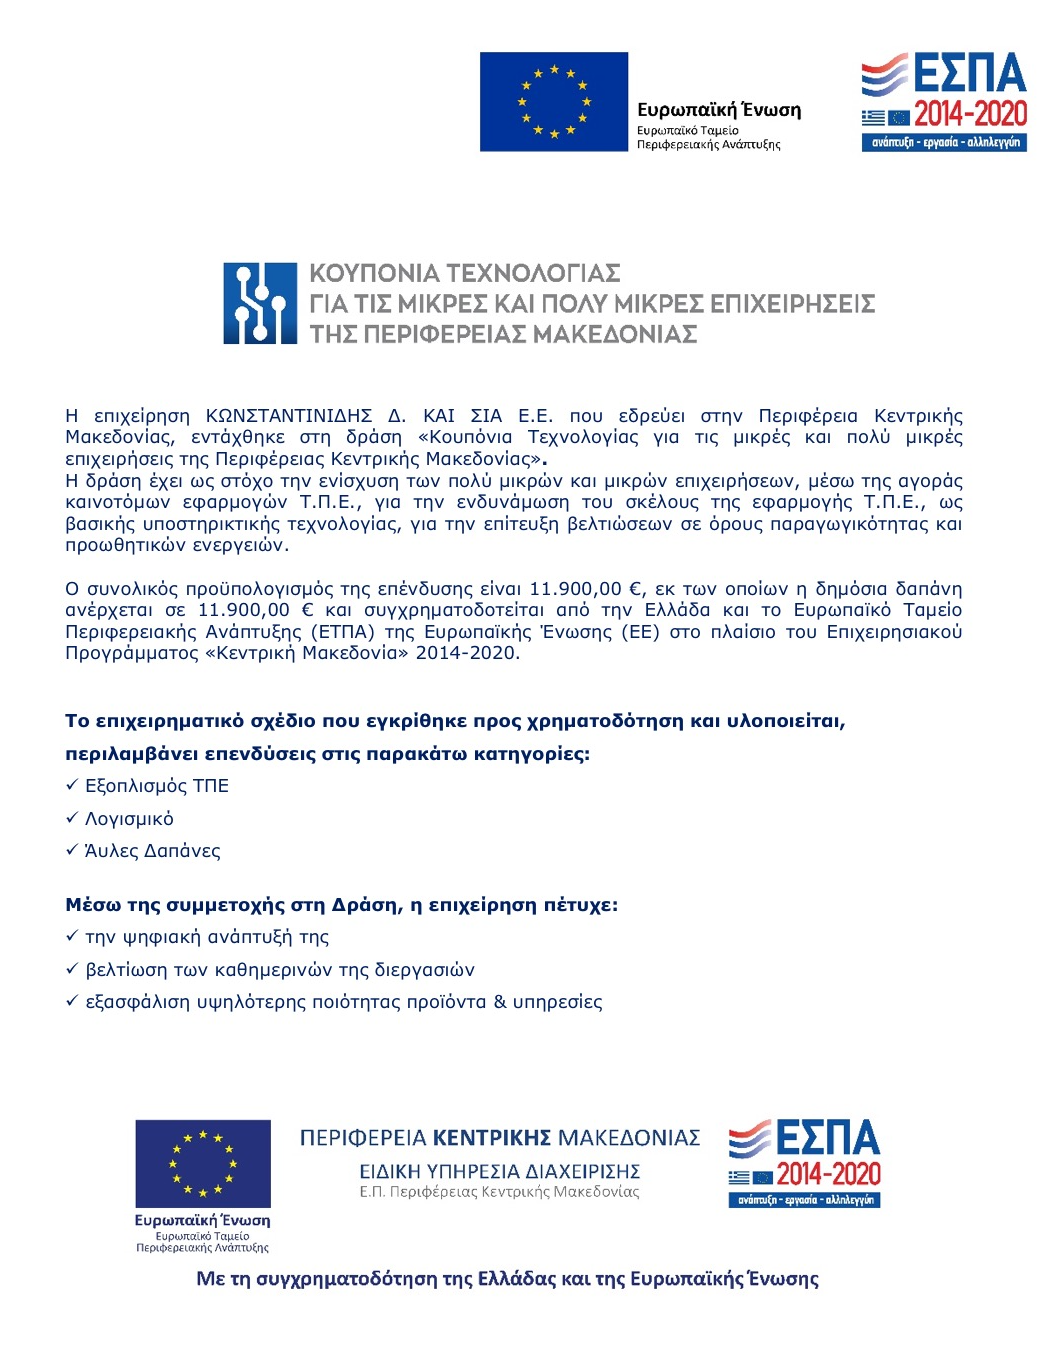 Ευρωπαϊκή Ένωση
Ευρωπαϊκό Ταμείο
Περιφερειακής Ανάπτυξης
ΕΣΠΑ
2014-2020
ανάπτυξη - εργασία - αλληλεγγύη
ΚΟΥΠΟΝΙΑ ΤΕΧΝΟΛΟΓΙΑΣ
ΓΙΑ ΤΙΣ ΜΙΚΡΕΣ ΚΑΙ ΠΟΛΥ ΜΙΚΡΕΣ ΕΠΙΧΕΙΡΗΣΕΙΣ
ΤΗΣ ΠΕΡΙΦΕΡΕΙΑΣ ΜΑΚΕΔΟΝΙΑΣ
Η επιχείρηση ΚΩΝΣΤΑΝΤΙΝΙΔΗΣ Δ. ΚΑΙ ΣΙΑ Ε.Ε. που εδρεύει στην Περιφέρεια Κεντρικής
Μακεδονίας, εντάχθηκε στη δράση «Κουπόνια Τεχνολογίας για τις μικρές και πολύ μικρές
επιχειρήσεις της Περιφέρειας Κεντρικής Μακεδονίας».
Η δράση έχει ως στόχο την ενίσχυση των πολύ μικρών και μικρών επιχειρήσεων, μέσω της αγοράς
καινοτόμων εφαρμογών Τ.Π.Ε., για την ενδυνάμωση του σκέλους της εφαρμογής Τ.Π.Ε., ως
βασικής υποστηρικτικής τεχνολογίας, για την επίτευξη βελτιώσεων σε όρους παραγωγικότητας και
προωθητικών ενεργειών.
Ο συνολικός προϋπολογισμός της επένδυσης είναι 11.900,00 €, εκ των οποίων η δημόσια δαπάνη
ανέρχεται σε 11.900,00 € και συγχρηματοδοτείται από την Ελλάδα και το Ευρωπαϊκό Ταμείο
Περιφερειακής Ανάπτυξης (ΕΤΠΑ) της Ευρωπαϊκής Ένωσης (ΕΕ) στο πλαίσιο του Επιχειρησιακού
Προγράμματος «Κεντρική Μακεδονία» 2014-2020.
Το επιχειρηματικό σχέδιο που εγκρίθηκε προς χρηματοδότηση και υλοποιείται,
περιλαμβάνει επενδύσεις στις παρακάτω κατηγορίες:
✓ Εξοπλισμός ΤΠΕ
✓ Λογισμικό
✓ Άυλες Δαπάνες
Μέσω της συμμετοχής στη Δράση, η επιχείρηση πέτυχε:
✓ την ψηφιακή ανάπτυξή της
✓ βελτίωση των καθημερινών της διεργασιών
✓ εξασφάλιση υψηλότερης ποιότητας προϊόντα & υπηρεσίες
ΠΕΡΙΦΕΡΕΙΑ ΚΕΝΤΡΙΚΗΣ ΜΑΚΕΔΟΝΙΑΣ
ΕΙΔΙΚΗ ΥΠΗΡΕΣΙΑ ΔΙΑΧΕΙΡΙΣΗΣ
Ε.Π. Περιφέρειας Κεντρικής Μακεδονίας
ΕΣΠΑ
2014-2020
ανάπτυξη - εργασία - αλληλεγγύη
Ευρωπαϊκή Ένωση
Ευρωπαϊκό Ταμείο
Περιφερειακής Ανάπτυξης
Με τη συγχρηματοδότηση της Ελλάδας και της Ευρωπαϊκής Ένωσης